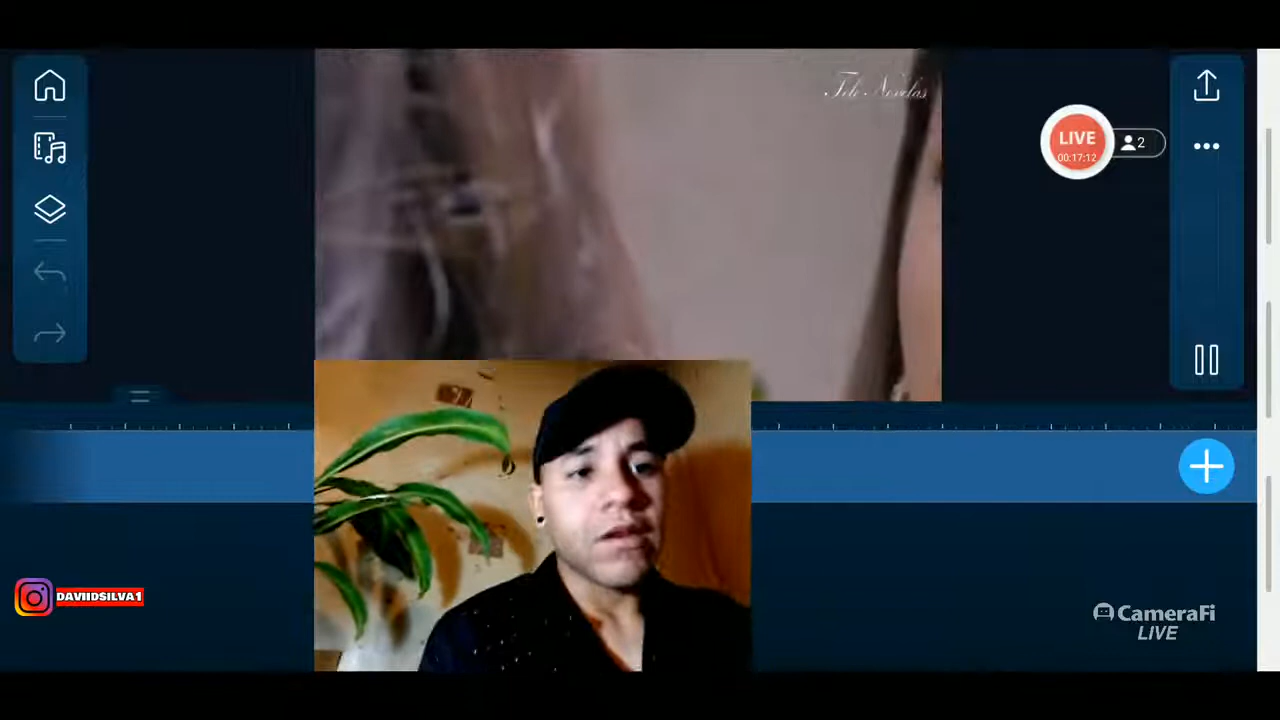 Tele Novelas
LIVE
00:17:12
2
DAVIIDSILVA1
CameraFi
LIVE